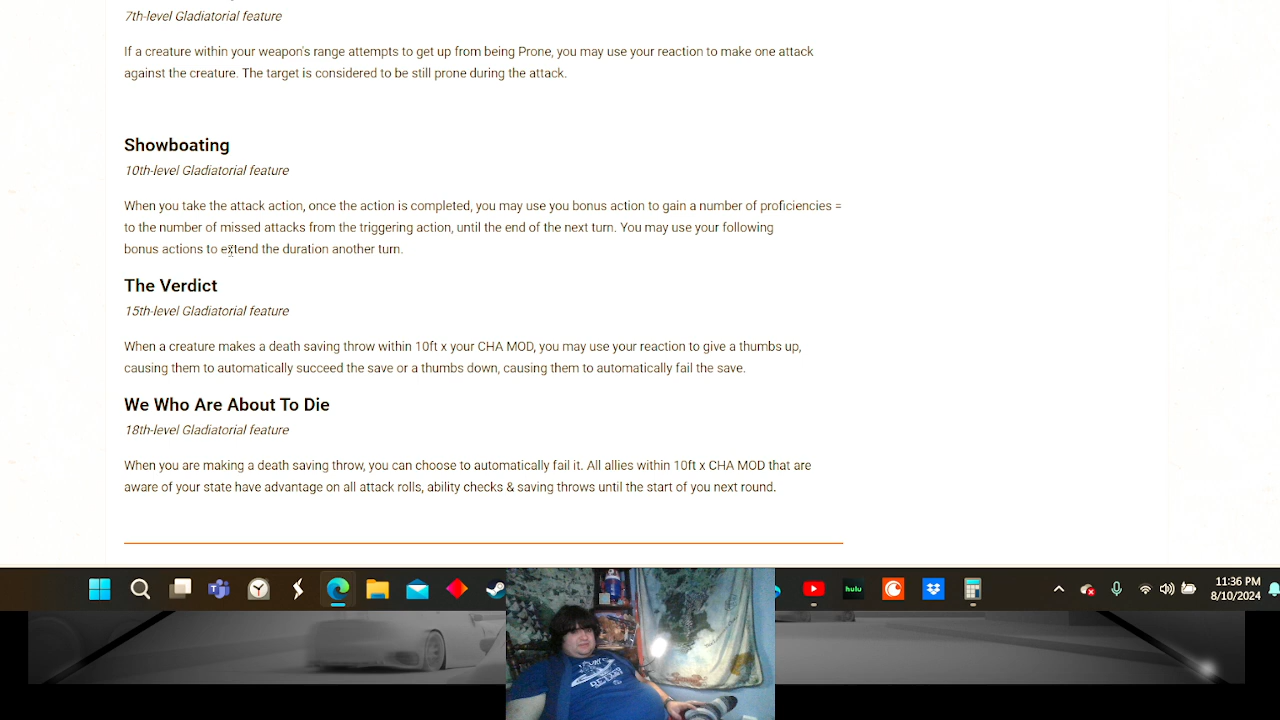 7th-level Gladiatorial feature
If a creature within your weapon's range attempts to get up from being Prone, you may use your reaction to make one attack
against the creature. The target is considered to be still prone during the attack.
Showboating
10th-level Gladiatorial feature
When you take the attack action, once the action is completed, you may use you bonus action to gain a number of proficiencies =
to the number of missed attacks from the triggering action, until the end of the next turn. You may use your following
bonus actions to extend the duration another turn.
The Verdict
15th-level Gladiatorial feature
When a creature makes a death saving throw within 10ft x your CHA MOD, you may use your reaction to give a thumbs up,
causing them to automatically succeed the save or a thumbs down, causing them to automatically fail the save.
We Who Are About To Die
18th-level Gladiatorial feature
When you are making a death saving throw, you can choose to automatically fail it. All allies within 10ft x CHA MOD that are
aware of your state have advantage on all attack rolls, ability checks & saving throws until the start of you next round.
hulu
11:36 PM
8/10/2024